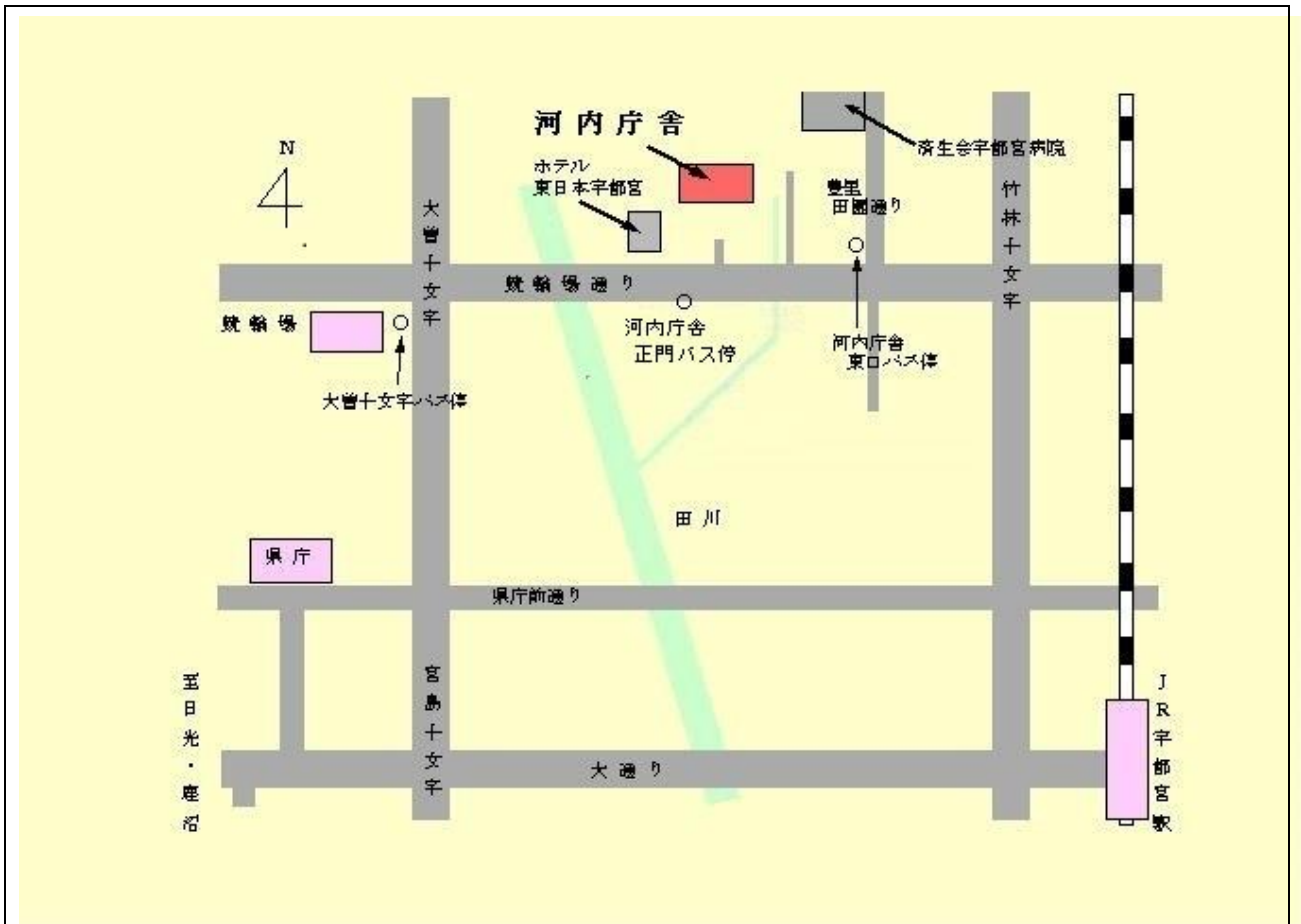 河内庁舎
済生会宇都宮病院
N
ホテル
東日本宇都宮
豊里
田園通り
大曽十文字
竹林十文字
競輪場通り
競輪場
河内庁舎
正門バス停
河内庁舎
東口バス停
大曽十文字バス停
田川
県庁
県庁前通り
宮島十文字
至日光・鹿沼
JR宇都宮駅
大通り